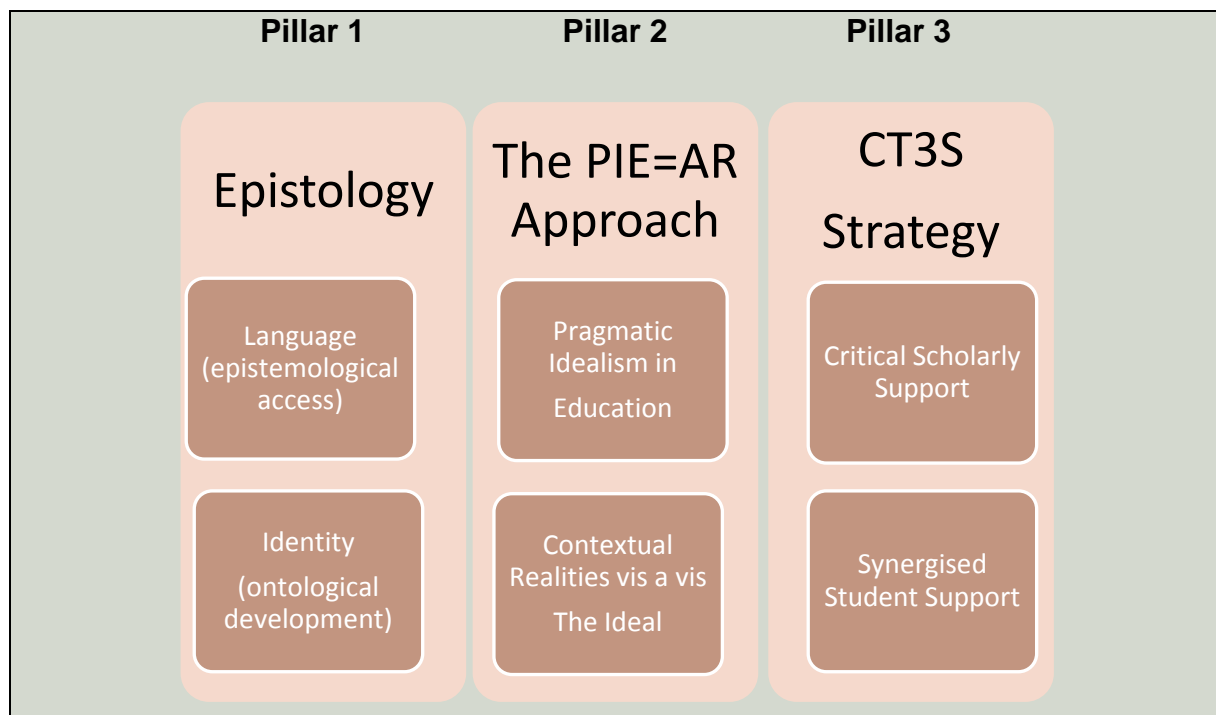 Pillar 1
Pillar 2
Pillar 3
Epistology
Language
(epistemological
access)
Identity
(ontological
development)
The PIE=AR
Approach
Pragmatic
Idealism in
Education
Contextual
Realities vis a vis
The Ideal
CT3S
Strategy
Critical Scholarly
Support
Synergised
Student Support